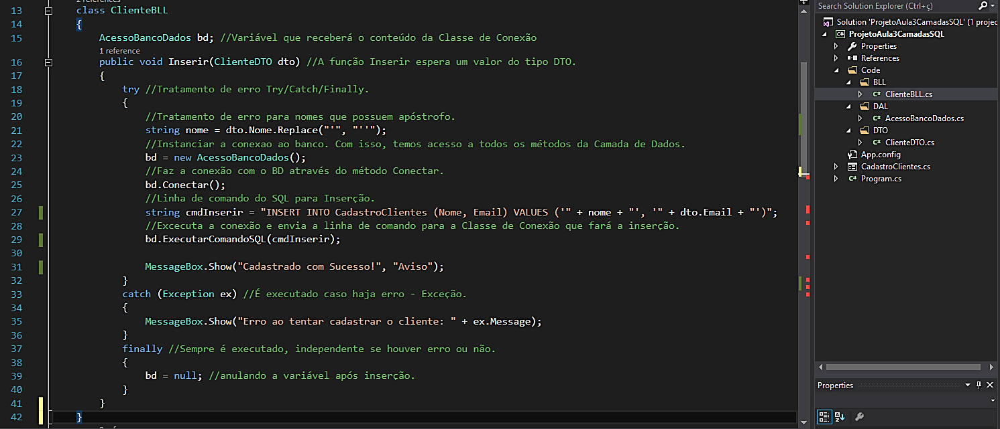 2 references
13 class ClienteBLL
14 {
15 AcessoBancoDados bd; //Variável que receberá o conteúdo da Classe de Conexão
1 reference
16 public void Inserir(ClienteDTO dto) //A função Inserir espera um valor do tipo DTO.
17 {
18 try //Tratamento de erro Try/Catch/Finally.
19 {
20 //Tratamento de erro para nomes que possuem apóstrofo.
21 string nome = dto.Nome.Replace("'", "''");
22 //Instanciar a conexao ao banco. Com isso, temos acesso a todos os métodos da Camada de Dados.
23 bd = new AcessoBancoDados();
24 //Faz a conexão com o BD através do método Conectar.
25 bd.Conectar();
26 //Linha de comando do SQL para Inserção.
27 string cmdInserir = "INSERT INTO CadastroClientes (Nome, Email) VALUES ('" + nome + "', '" + dto.Email + "')";
28 //Excecuta a conexão e envia a linha de comando para a Classe de Conexão que fará a inserção.
29 bd.ExecutarComandoSQL(cmdInserir);
30
31 MessageBox.Show("Cadastrado com Sucesso!", "Aviso");
32 }
33 catch (Exception ex) //É executado caso haja erro - Exceção.
34 {
35 MessageBox.Show("Erro ao tentar cadastrar o cliente: " + ex.Message);
36 }
37 finally //Sempre é executado, independente se houver erro ou não.
38 {
39 bd = null; //anulando a variável após inserção.
40 }
41 }
42 }
Search Solution Explorer (Ctrl+ç)
Solution 'ProjetoAula3CamadasSQL' (1 projec
C# ProjetoAula3CamadasSQL
Properties
References
Code
BLL
C# ClienteBLL.cs
DAL
C# AcessoBancoDados.cs
DTO
C# ClienteDTO.cs
App.config
CadastroClientes.cs
C# Program.cs
Properties